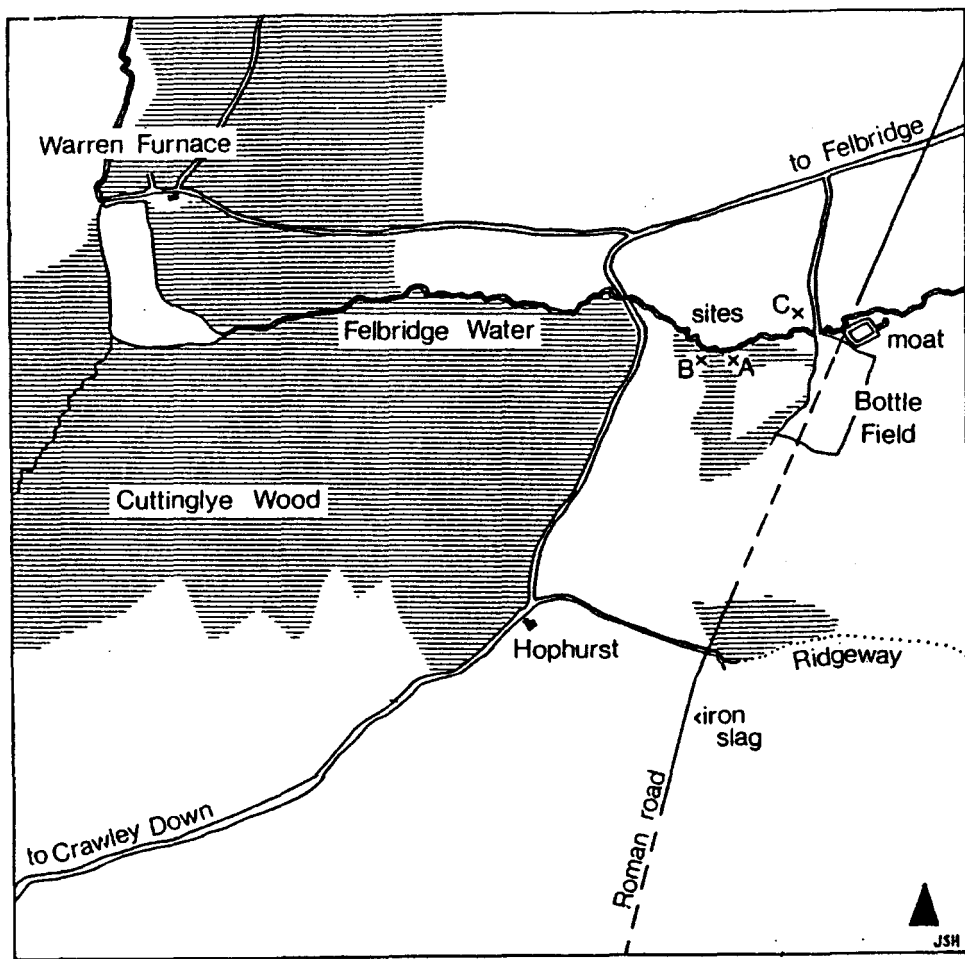 Warren Furnace
to Felbridge
Felbridge Water
sites
C
B
A
moat
Bottle
Field
Cuttinglye Wood
Hophurst
Ridgeway
iron
slag
to Crawley Down
Roman road
JSH